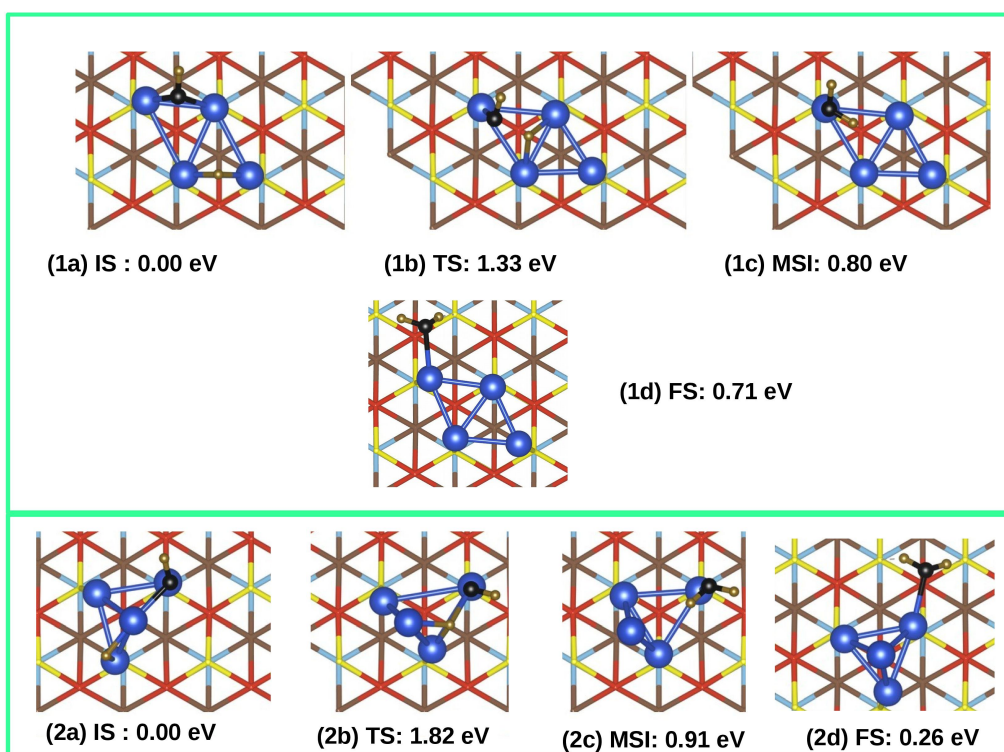 (1a) IS : 0.00 eV
(1b) TS: 1.33 eV
(1c) MSI: 0.80 eV
(1d) FS: 0.71 eV
(2a) IS : 0.00 eV
(2b) TS: 1.82 eV
(2c) MSI: 0.91 eV
(2d) FS: 0.26 eV